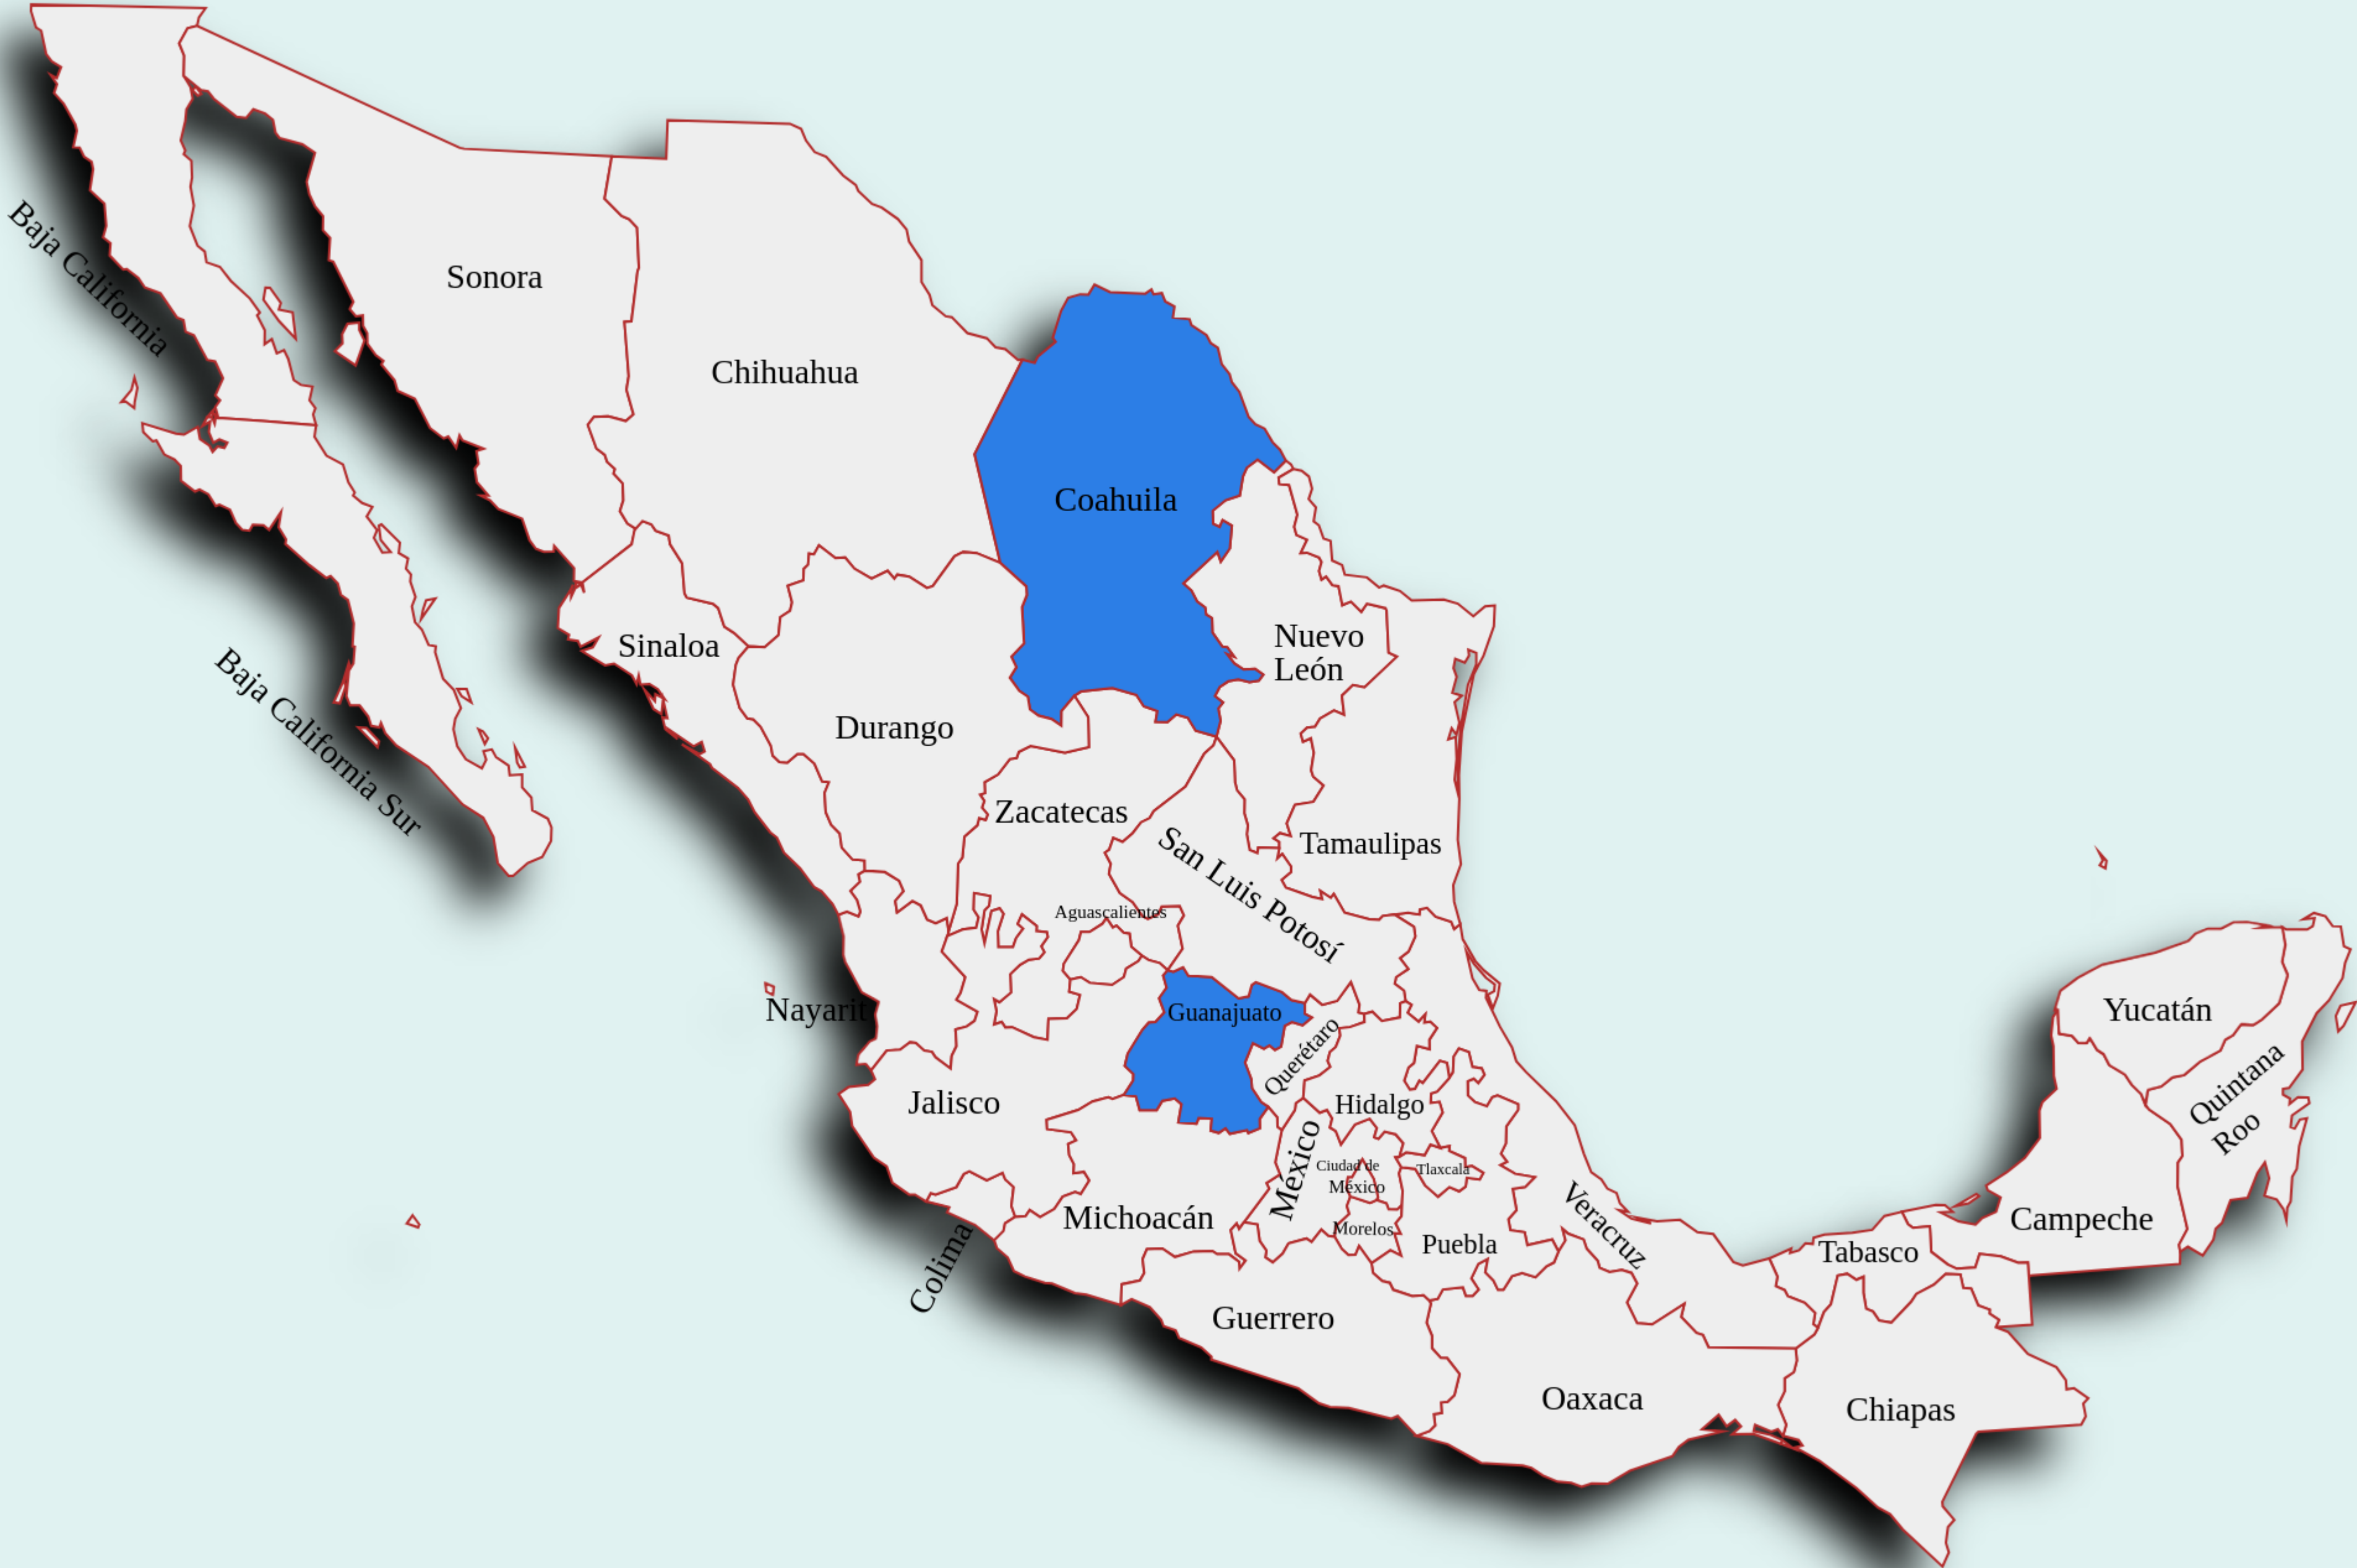 Baja California
Sonora
Chihuahua
Coahuila
Nuevo
León
Sinaloa
Baja California Sur
Durango
Zacatecas
Tamaulipas
San Luis Potosí
Aguascalientes
Nayarit
Guanajuato
Yucatán
Querétaro
Quintana
Roo
Jalisco
Hidalgo
México
Ciudad de
México
Tlaxcala
Michoacán
Morelos
Puebla
Veracruz
Campeche
Tabasco
Colima
Guerrero
Oaxaca
Chiapas